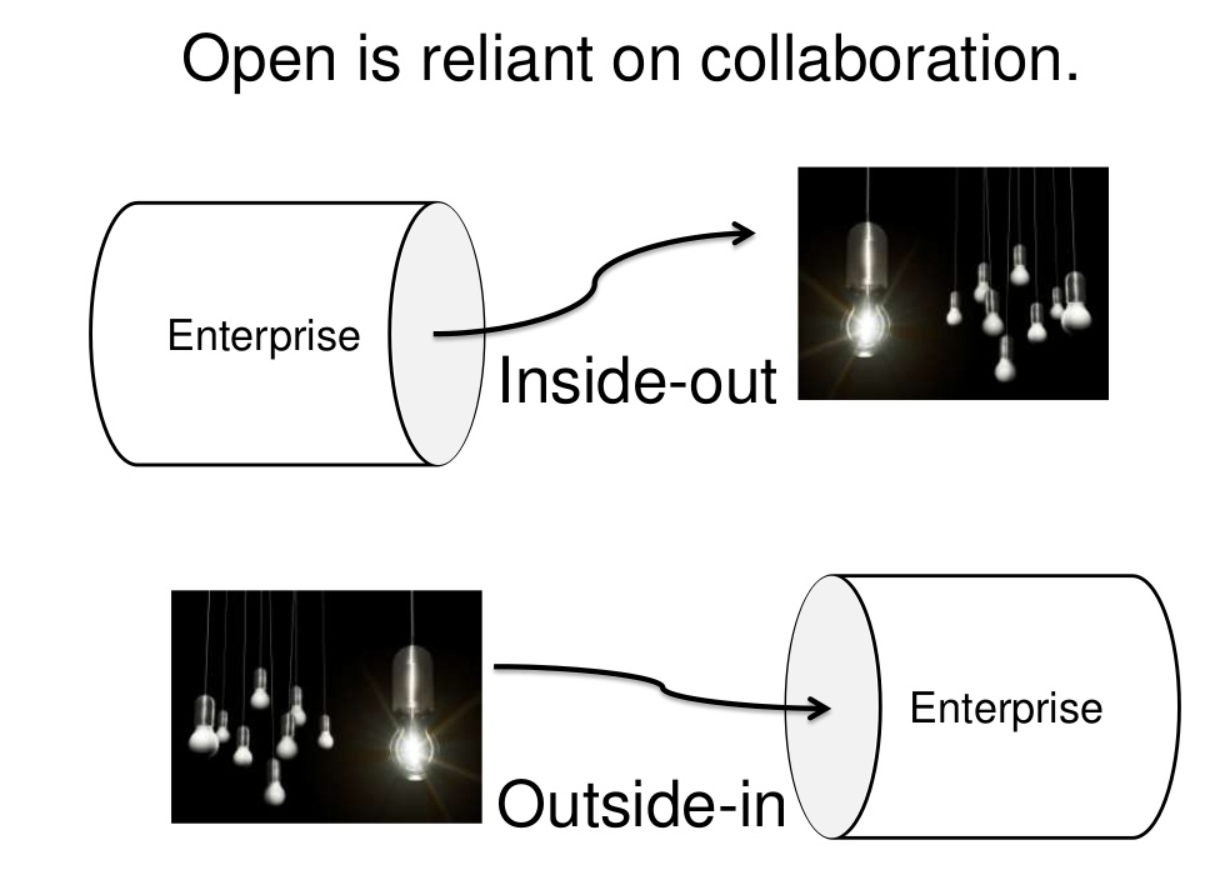 Open is reliant on collaboration.
Enterprise
Inside-out
Enterprise
Outside-in